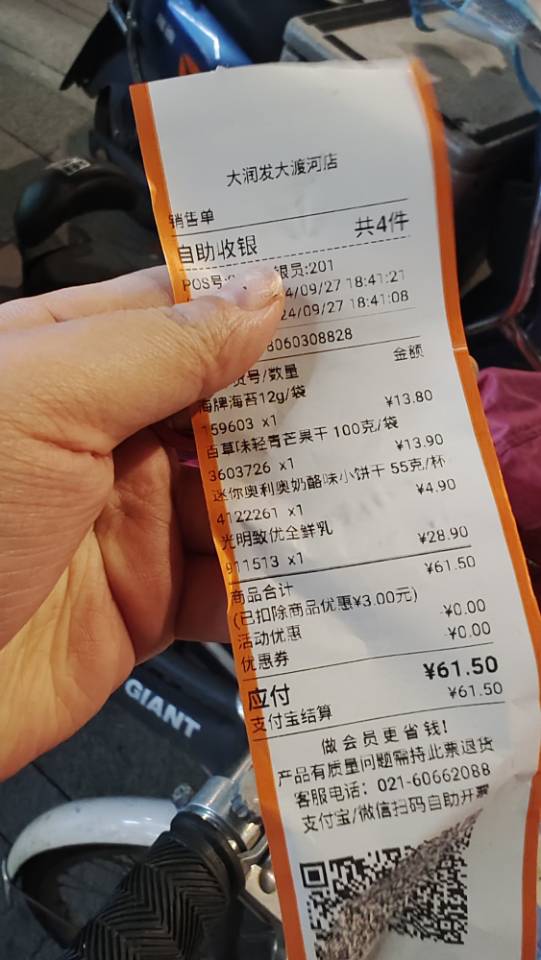 大润发大渡河店
销售单
自助收银 共4件
POS号: 银员:201
24/09/27 18:41:21
24/09/27 18:41:08
8060308828
货号/数量 金额
海牌海苔12g/袋
159603 x1 ¥13.80
百草味轻青芒果干 100克/袋
3603726 x1 ¥13.90
迷你奥利奥奶酪味小饼干 55克/杯
4122261 x1 ¥4.90
光明致优全鲜乳
911513 x1 ¥28.90
商品合计 ¥61.50
(已扣除商品优惠¥3.00元)
活动优惠 -¥0.00
优惠券 -¥0.00
应付 ¥61.50
支付宝结算 ¥61.50
做会员更省钱!
产品有质量问题需持此票退货
客服电话: 021-60662088
支付宝/微信扫码自助开票
GIANT